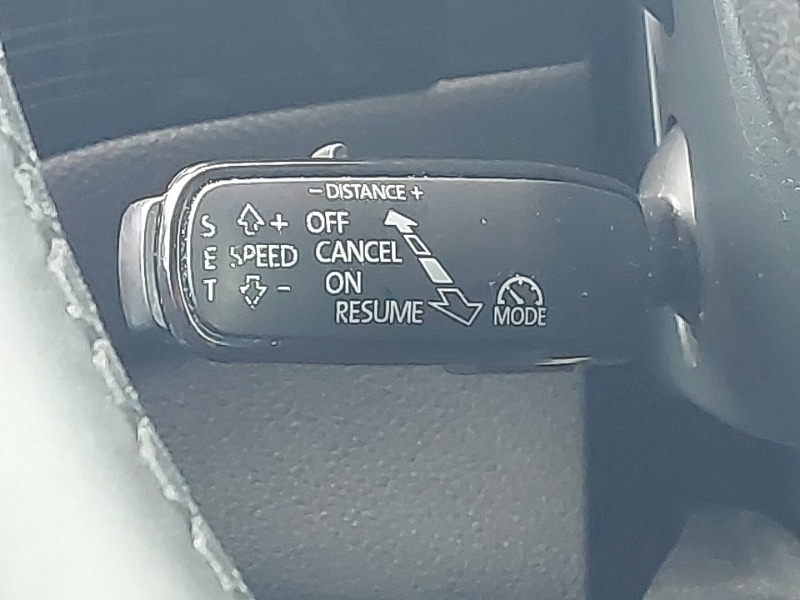 − DISTANCE +
S + OFF
E SPEED CANCEL
T − ON
RESUME
MODE